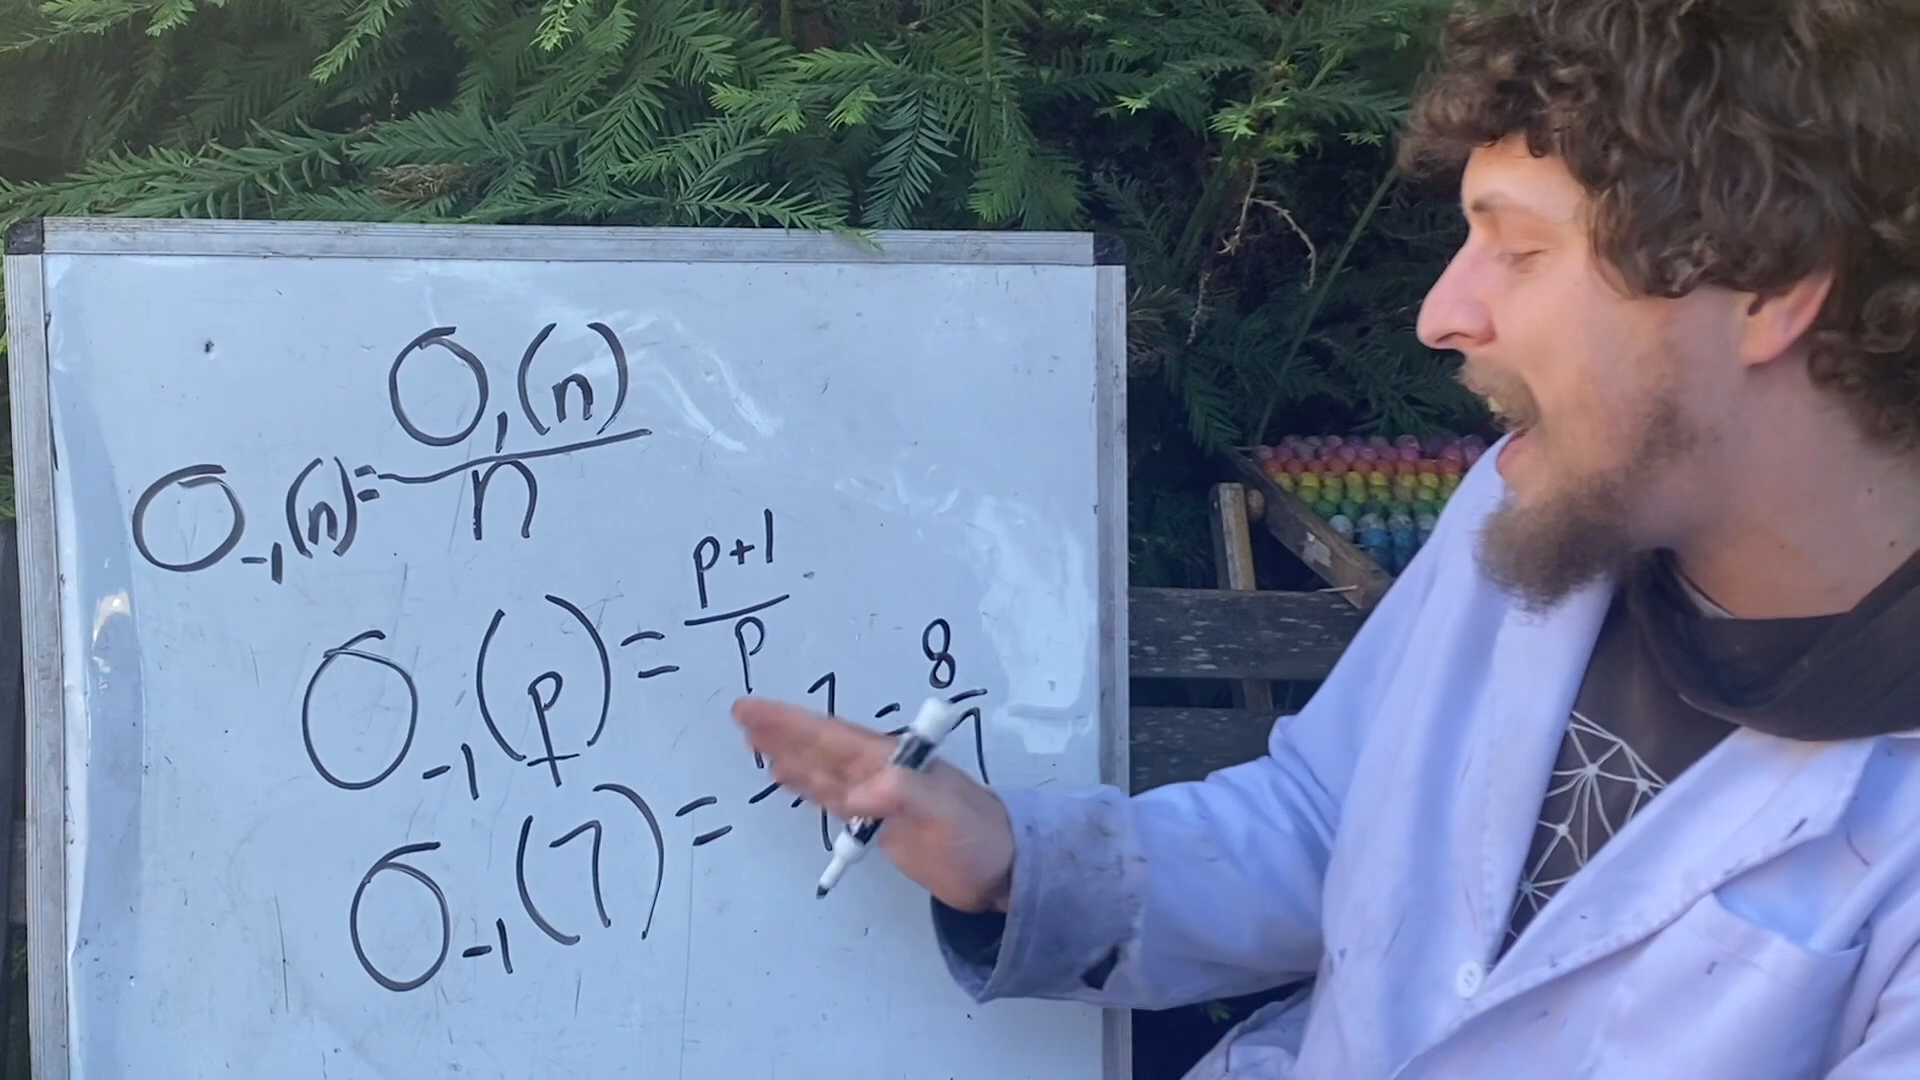 σ₋₁(n) = σ₁(n)/n
σ₋₁(p) = p+1/p
σ₋₁(7) = = 8/7